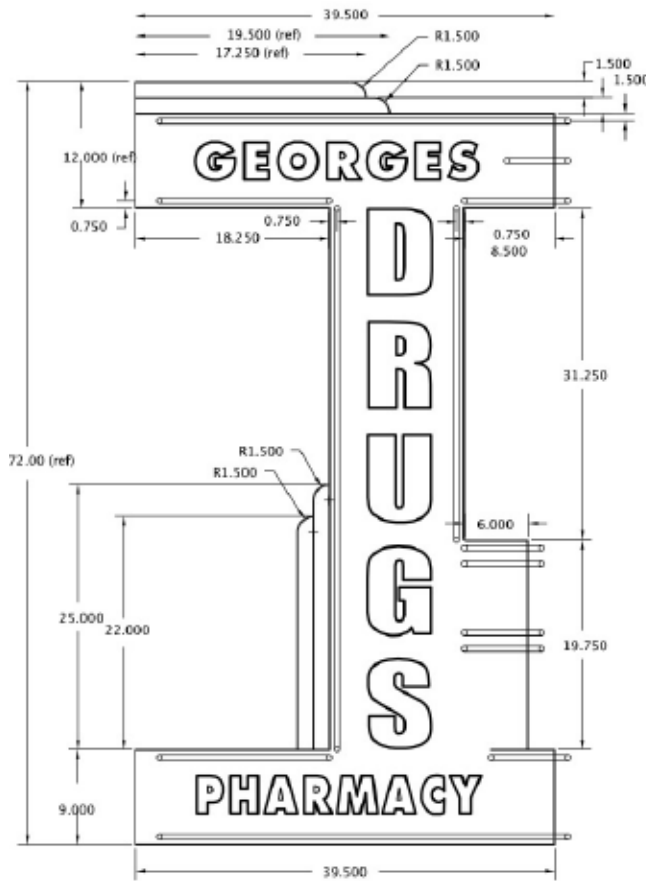 39.500
19.500 (ref)
17.250 (ref)
R1.500
R1.500
1.500
1.500
12.000 (ref)
GEORGES
0.750
18.250
0.750
0.750
8.500
31.250
72.00 (ref)
R1.500
R1.500
6.000
25.000
22.000
19.750
D
R
U
G
S
9.000
PHARMACY
39.500